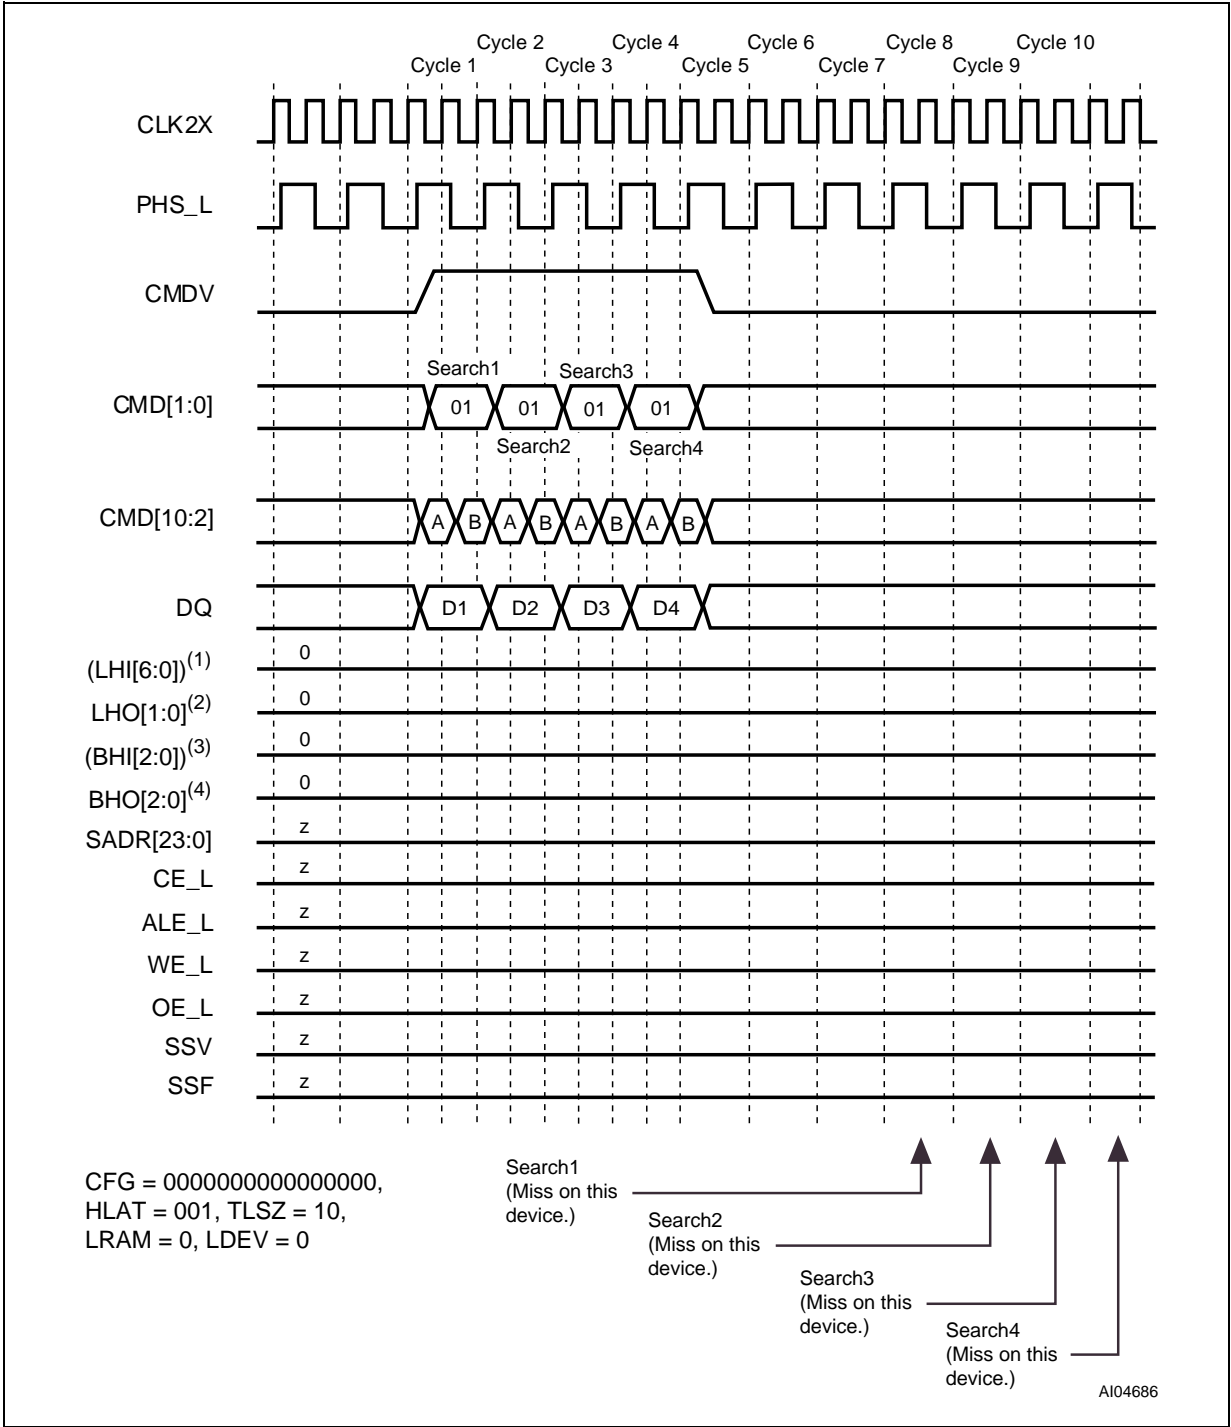 Cycle 2 Cycle 4 Cycle 6 Cycle 8 Cycle 10
Cycle 1 Cycle 3 Cycle 5 Cycle 7 Cycle 9
CLK2X
PHS_L
CMDV
Search1 Search3
CMD[1:0] 01 01 01 01
Search2 Search4
CMD[10:2] A B A B A B A B
DQ D1 D2 D3 D4
(LHI[6:0])(1) 0
LHO[1:0](2) 0
(BHI[2:0])(3) 0
BHO[2:0](4) 0
SADR[23:0] z
CE_L z
ALE_L z
WE_L z
OE_L z
SSV z
SSF z
CFG = 0000000000000000,
HLAT = 001, TLSZ = 10,
LRAM = 0, LDEV = 0
Search1
(Miss on this
device.)
Search2
(Miss on this
device.)
Search3
(Miss on this
device.)
Search4
(Miss on this
device.)
AI04686